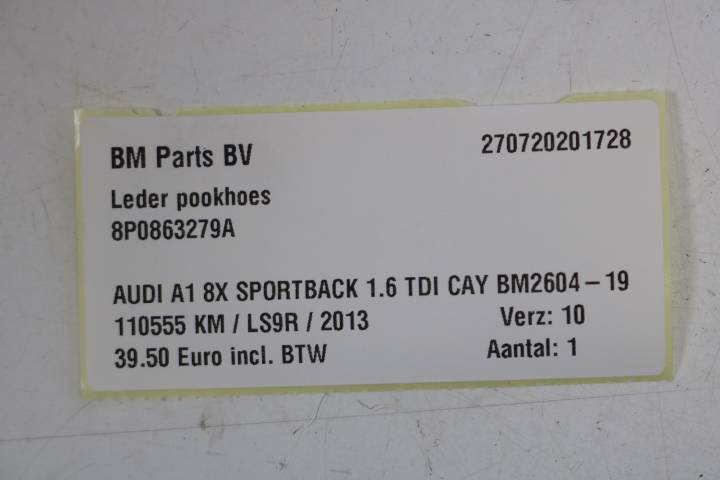 BM Parts BV 270720201728
Leder pookhoes
8P0863279A
AUDI A1 8X SPORTBACK 1.6 TDI CAY BM2604 – 19
110555 KM / LS9R / 2013 Verz: 10
39.50 Euro incl. BTW Aantal: 1